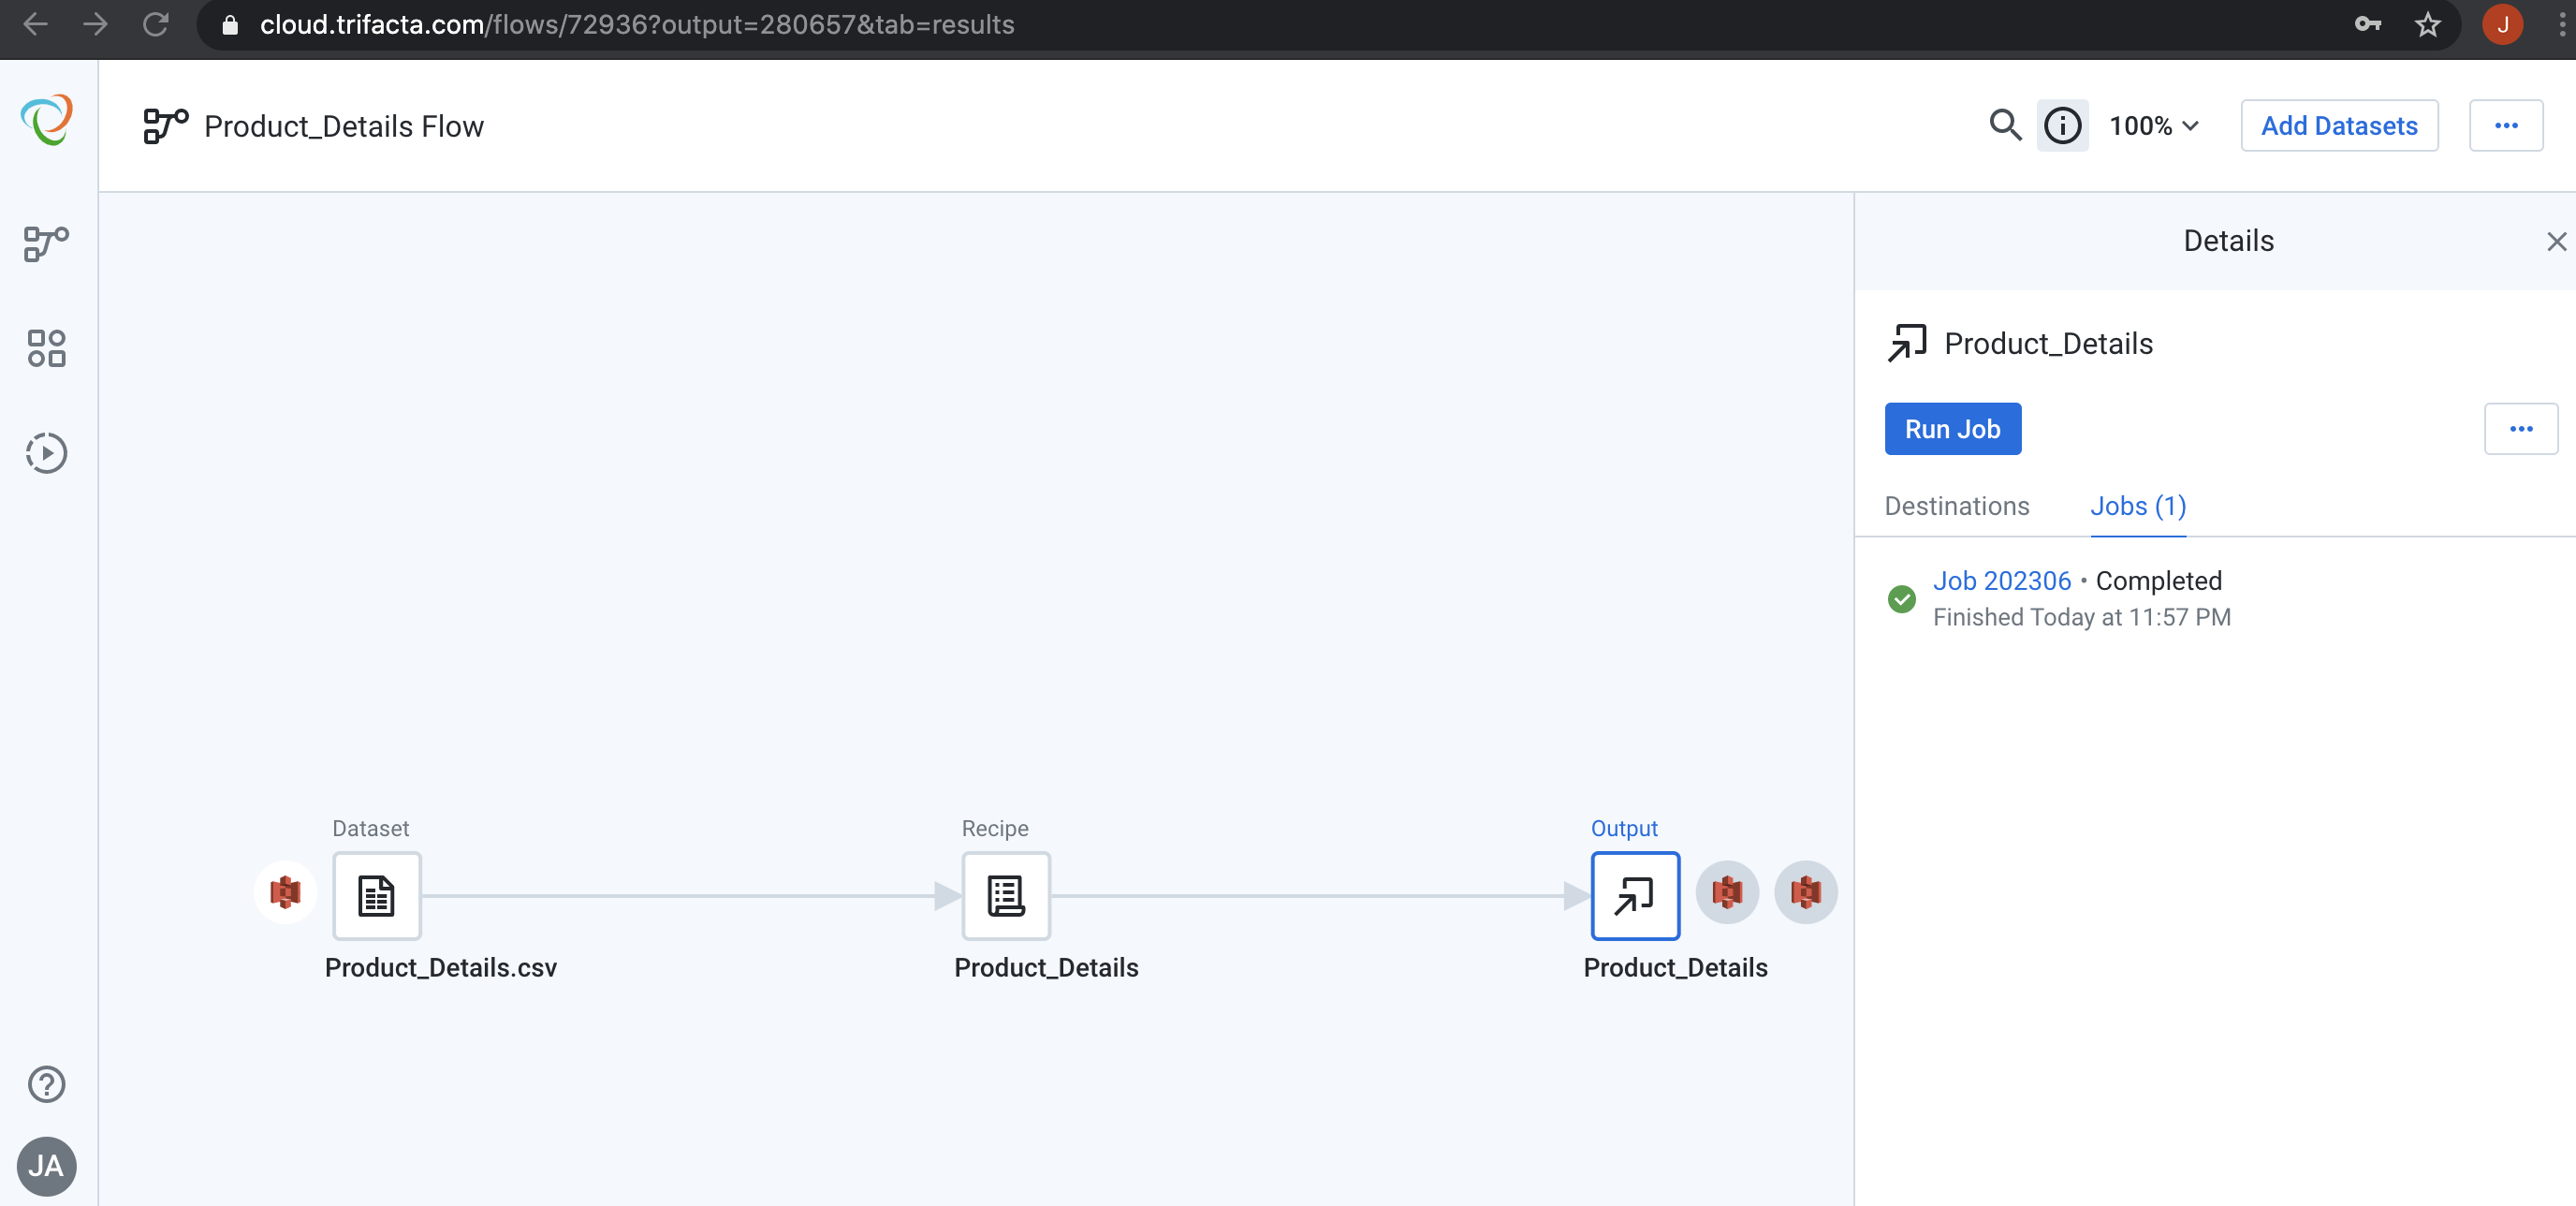 cloud.trifacta.com/flows/72936?output=280657&tab=results
J
Product_Details Flow
100%
Add Datasets
Details
Product_Details
Run Job
Destinations
Jobs (1)
Job 202306 • Completed
Finished Today at 11:57 PM
Dataset
Recipe
Output
Product_Details.csv
Product_Details
Product_Details
JA